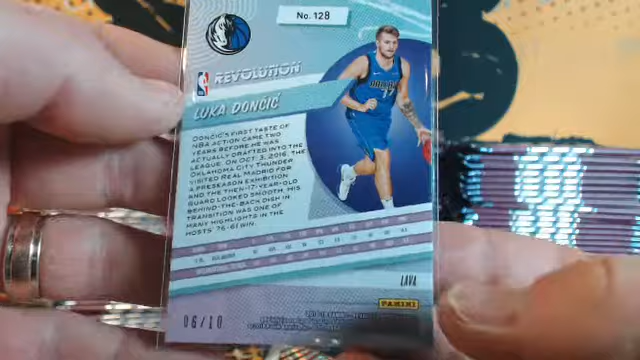 No. 128
REVOLUTION
LUKA DONČIĆ
DONČIĆ'S FIRST TASTE OF
NBA ACTION CAME TWO
YEARS BEFORE HE WAS
ACTUALLY DRAFTED INTO THE
LEAGUE. ON OCT. 3, 2016, THE
OKLAHOMA CITY THUNDER
VISITED REAL MADRID FOR
A PRESEASON EXHIBITION
AND THE THEN-17-YEAR-OLD
GUARD LOOKED SMOOTH. HIS
BEHIND-THE-BACK DISH IN
TRANSITION WAS ONE OF
MANY HIGHLIGHTS IN THE
HOSTS' 76-61 WIN.
LAVA
PANINI
06/10